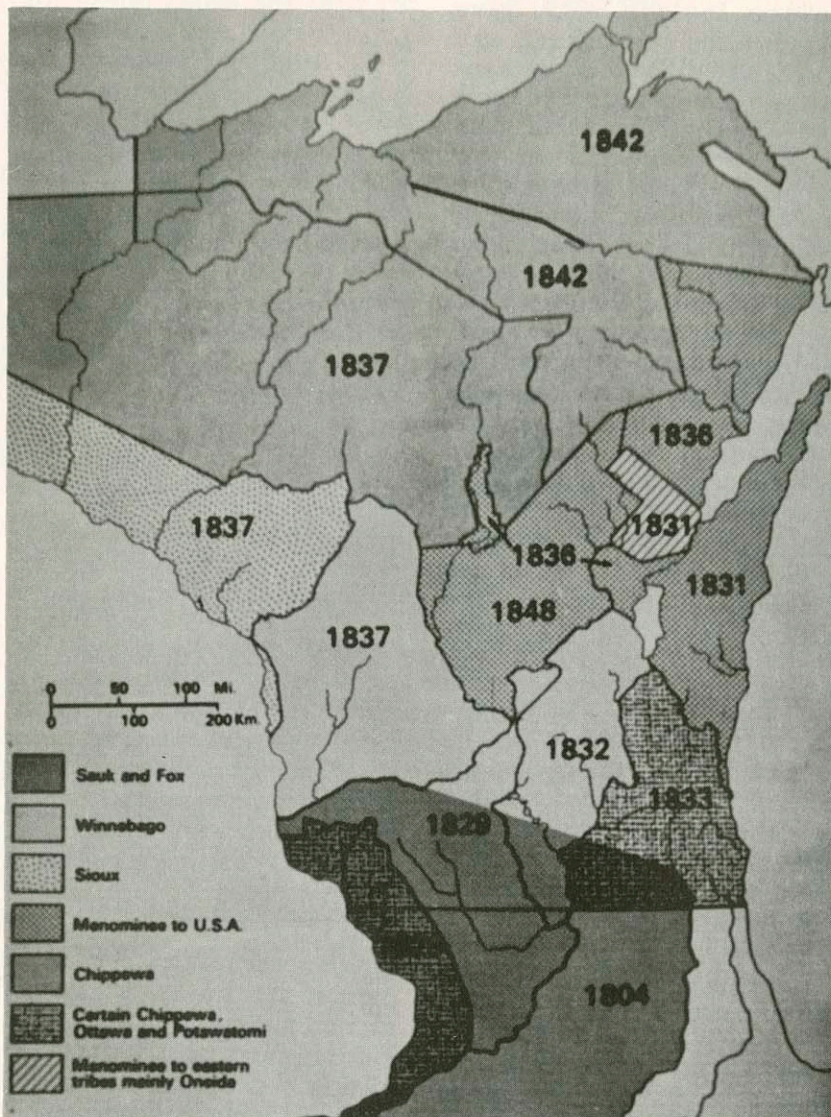 1842
1842
1837
1836
1831
1837
1836
1831
1848
1837
0 50 100 Mi.
0 100 200 Km.
1832
1833
1829
1804
Sauk and Fox
Winnebago
Sioux
Menominee to U.S.A.
Chippewa
Certain Chippewa,
Ottawa and Potawatomi
Menominee to eastern
tribes mainly Oneida